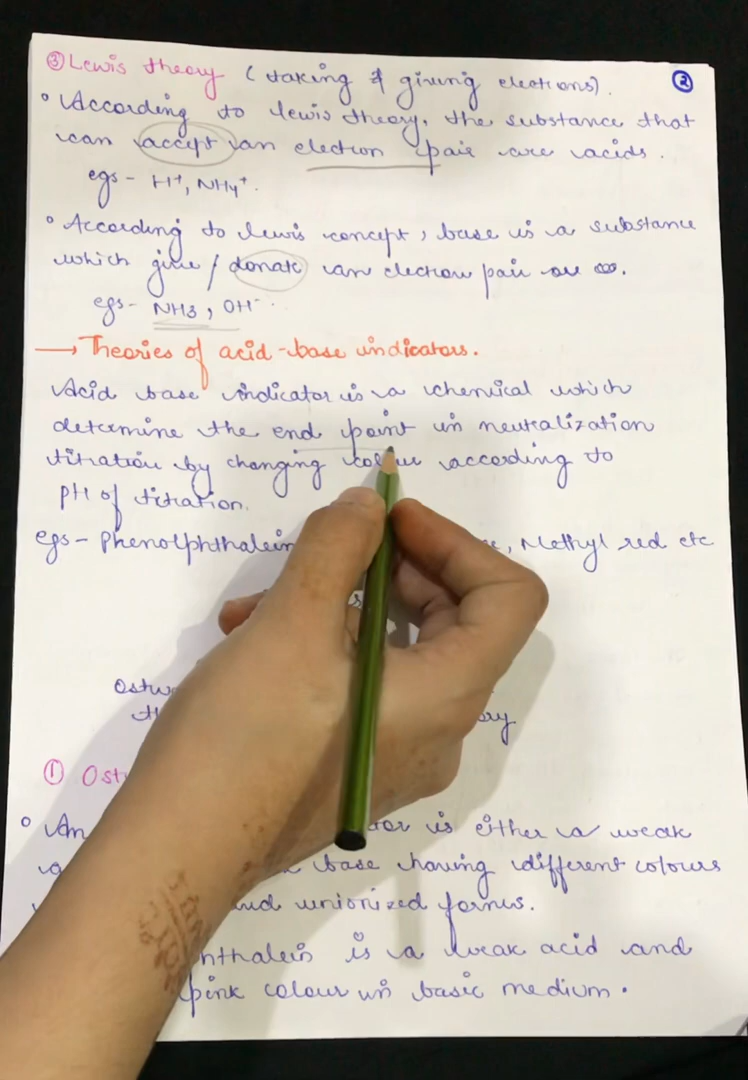 ③ Lewis theory ( taking & giving electrons).
②
° According to lewis theory, the substance that
can accept an electron pair are acids.
egs - H+, NH4+.
° According to lewis concept, base is a substance
which give / donate an electron pair are
egs - NH3, OH-.
→ Theories of acid-base indicators.
Acid base indicator is a chemical which
determine the end point in neutralization
titration by changing colour according to
pH of titration.
egs - Phenolphthalein , Methyl red etc
① Ost
° An is either a weak
base having different colours
unionized forms.
is a weak acid and
pink colour in basic medium.